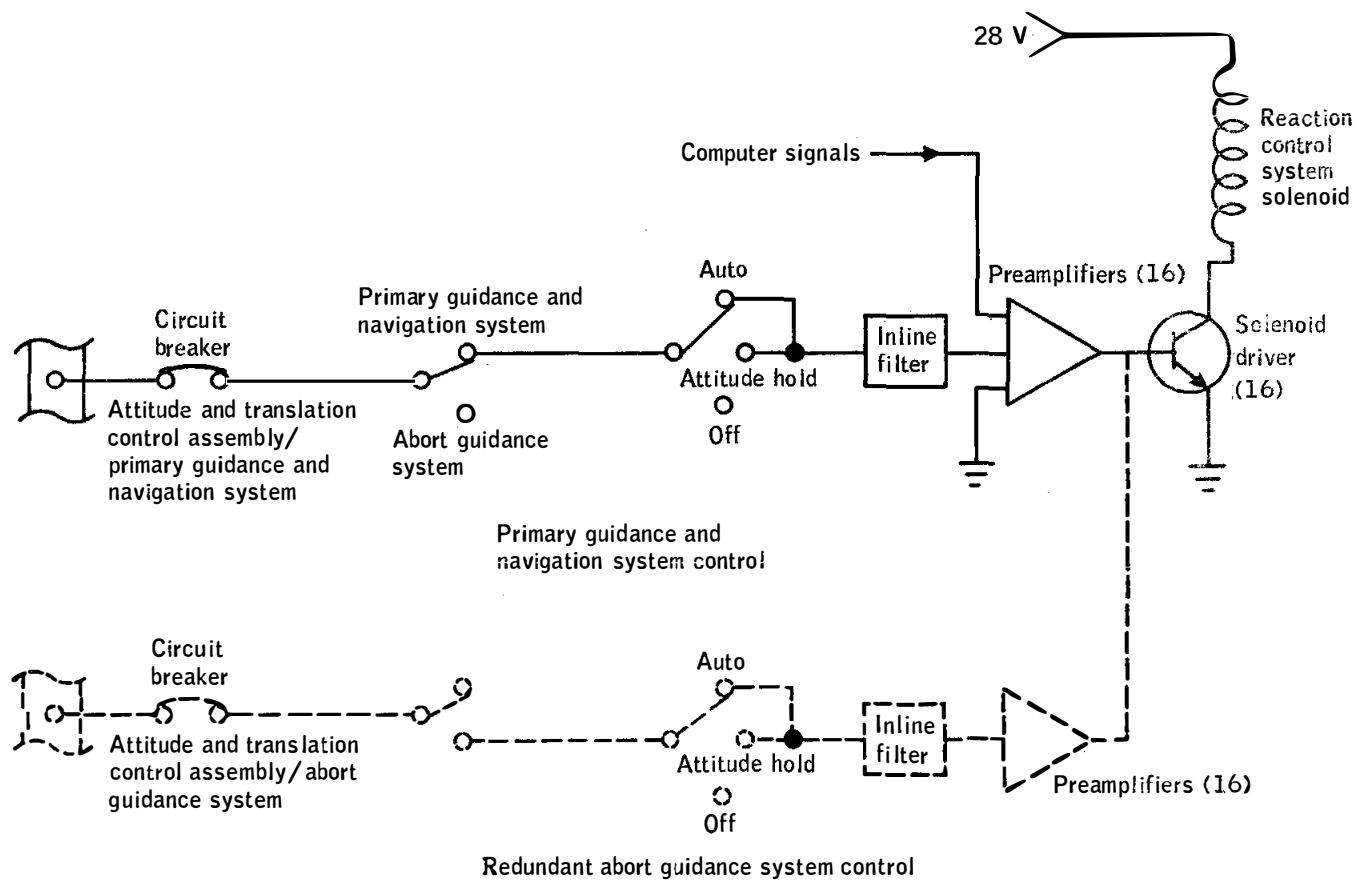 28 V
Reaction
control
system
solenoid
Computer signals
Auto
Preamplifiers (16)
Primary guidance and
navigation system
Circuit
breaker
Inline
filter
Solenoid
driver
(16)
Attitude hold
Off
Attitude and translation
control assembly/
primary guidance and
navigation system
Abort guidance
system
Primary guidance and
navigation system control
Circuit
breaker
Auto
Inline
filter
Attitude and translation
control assembly/abort
guidance system
Attitude hold
Off
Preamplifiers (16)
Redundant abort guidance system control